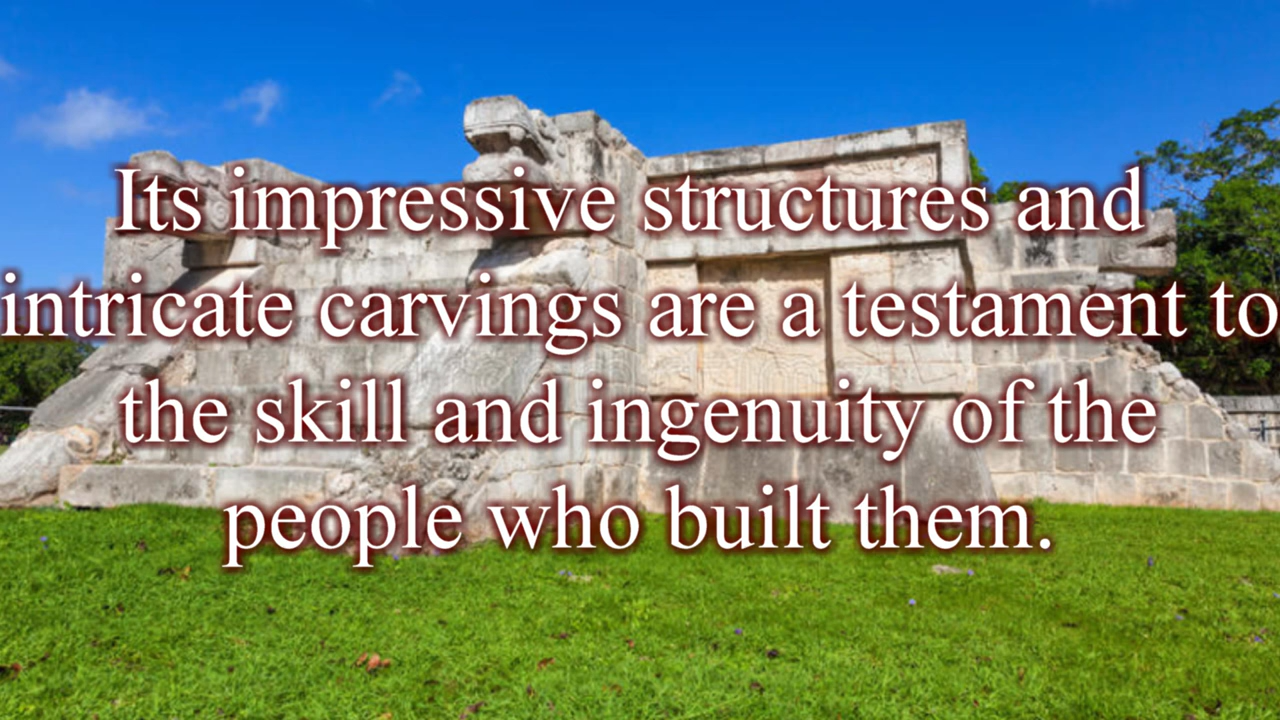 Its impressive structures and
intricate carvings are a testament to
the skill and ingenuity of the
people who built them.